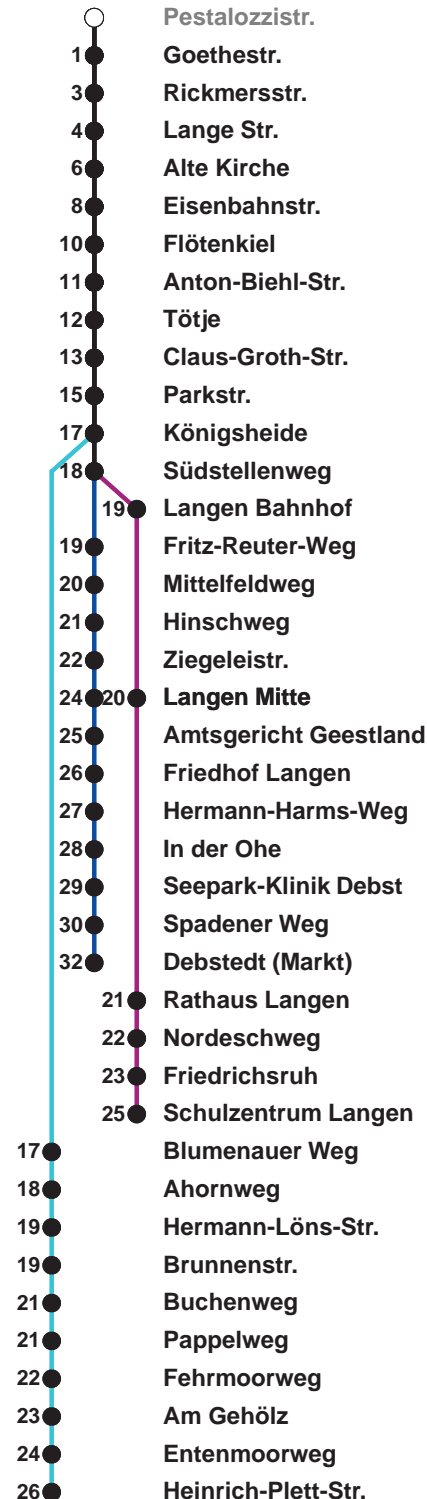 Pestalozzistr.
1 Goethestr.
3 Rickmersstr.
4 Lange Str.
6 Alte Kirche
8 Eisenbahnstr.
10 Flötenkiel
11 Anton-Biehl-Str.
12 Tötje
13 Claus-Groth-Str.
15 Parkstr.
17 Königsheide
18 Südstellenweg
19 Langen Bahnhof
19 Fritz-Reuter-Weg
20 Mittelfeldweg
21 Hinschweg
22 Ziegeleistr.
24 20 Langen Mitte
25 Amtsgericht Geestland
26 Friedhof Langen
27 Hermann-Harms-Weg
28 In der Ohe
29 Seepark-Klinik Debst
30 Spadener Weg
32 Debstedt (Markt)
21 Rathaus Langen
22 Nordeschweg
23 Friedrichsruh
25 Schulzentrum Langen
17 Blumenauer Weg
18 Ahornweg
19 Hermann-Löns-Str.
19 Brunnenstr.
21 Buchenweg
21 Pappelweg
22 Fehrmoorweg
23 Am Gehölz
24 Entenmoorweg
26 Heinrich-Plett-Str.